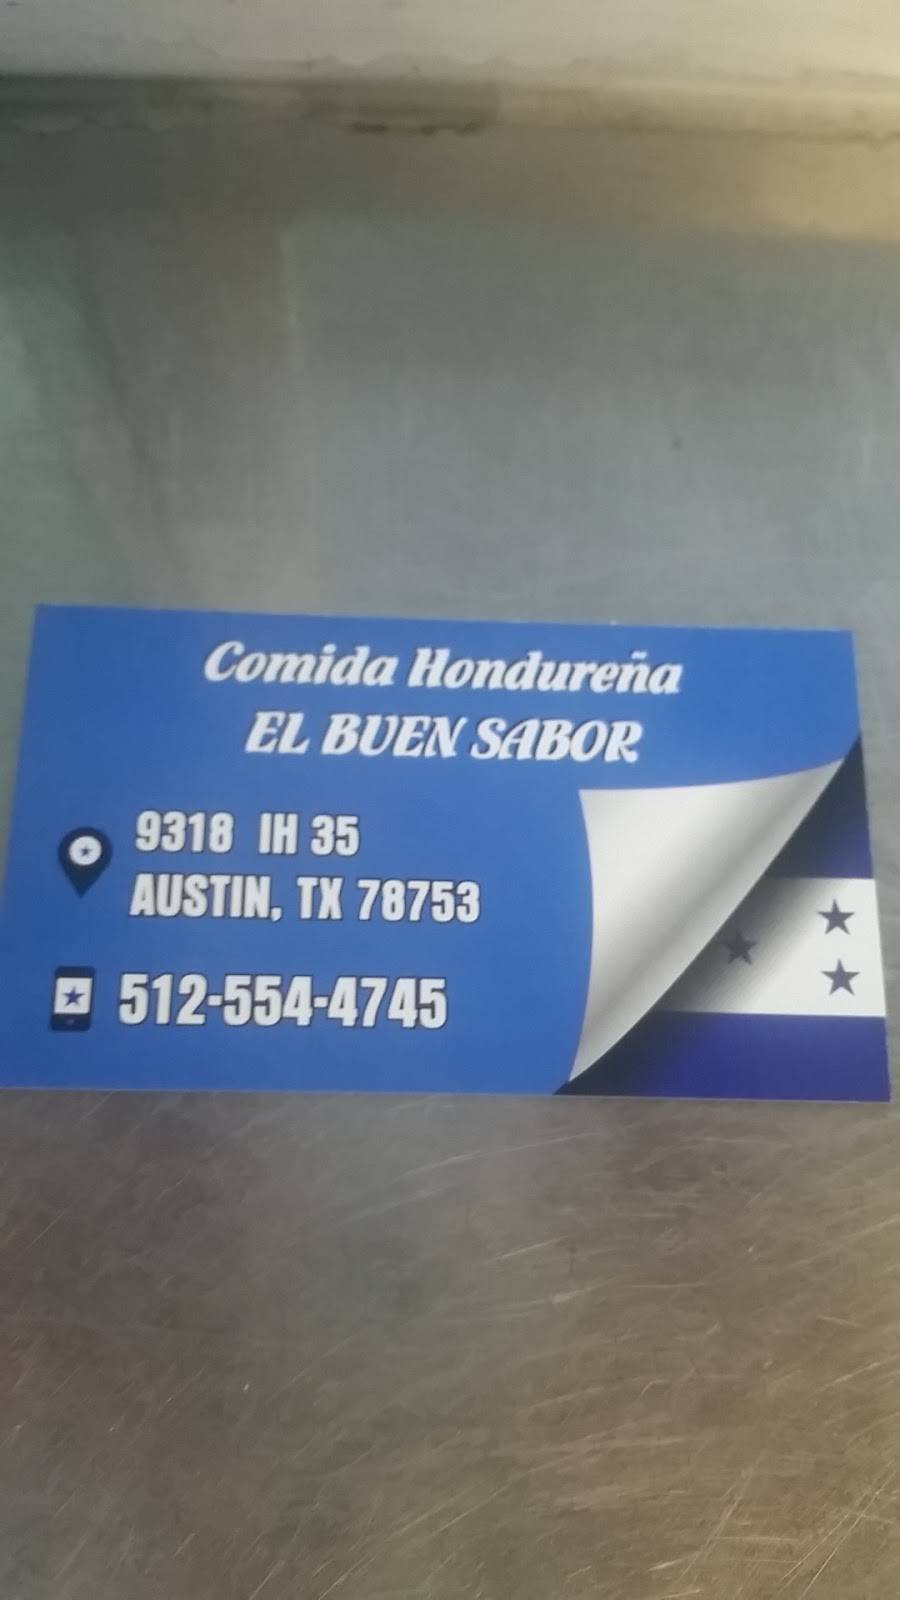 Comida Hondureña
EL BUEN SABOR
9318 IH 35
AUSTIN, TX 78753
512-554-4745